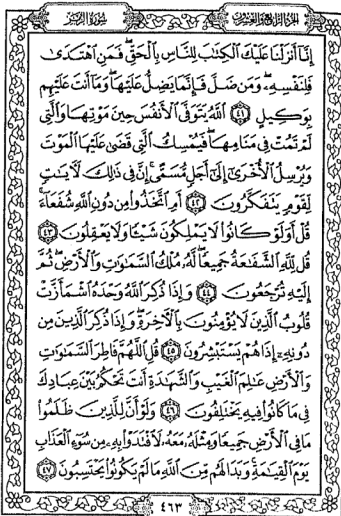 الجزء الرابع والعشرون
سورة الزمر
إِنَّآ أَنزَلْنَا عَلَيْكَ ٱلْكِتَٰبَ لِلنَّاسِ بِٱلْحَقِّ ۖ فَمَنِ ٱهْتَدَىٰ
فَلِنَفْسِهِۦ ۖ وَمَن ضَلَّ فَإِنَّمَا يَضِلُّ عَلَيْهَا ۖ وَمَآ أَنتَ عَلَيْهِم
بِوَكِيلٍ ٤١ ٱللَّهُ يَتَوَفَّى ٱلْأَنفُسَ حِينَ مَوْتِهَا وَٱلَّتِى
لَمْ تَمُتْ فِى مَنَامِهَا ۖ فَيُمْسِكُ ٱلَّتِى قَضَىٰ عَلَيْهَا ٱلْمَوْتَ
وَيُرْسِلُ ٱلْأُخْرَىٰٓ إِلَىٰٓ أَجَلٍ مُّسَمًّى ۚ إِنَّ فِى ذَٰلِكَ لَءَايَٰتٍ
لِّقَوْمٍ يَتَفَكَّرُونَ ٤٢ أَمِ ٱتَّخَذُوا۟ مِن دُونِ ٱللَّهِ شُفَعَآءَ ۚ
قُلْ أَوَلَوْ كَانُوا۟ لَا يَمْلِكُونَ شَيْـًٔا وَلَا يَعْقِلُونَ ٤٣
قُل لِّلَّهِ ٱلشَّفَٰعَةُ جَمِيعًا ۖ لَّهُۥ مُلْكُ ٱلسَّمَٰوَٰتِ وَٱلْأَرْضِ ۖ ثُمَّ
إِلَيْهِ تُرْجَعُونَ ٤٤ وَإِذَا ذُكِرَ ٱللَّهُ وَحْدَهُ ٱشْمَأَزَّتْ
قُلُوبُ ٱلَّذِينَ لَا يُؤْمِنُونَ بِٱلْءَاخِرَةِ ۖ وَإِذَا ذُكِرَ ٱلَّذِينَ مِن
دُونِهِۦٓ إِذَا هُمْ يَسْتَبْشِرُونَ ٤٥ قُلِ ٱللَّهُمَّ فَاطِرَ ٱلسَّمَٰوَٰتِ
وَٱلْأَرْضِ عَٰلِمَ ٱلْغَيْبِ وَٱلشَّهَٰدَةِ أَنتَ تَحْكُمُ بَيْنَ عِبَادِكَ
فِى مَا كَانُوا۟ فِيهِ يَخْتَلِفُونَ ٤٦ وَلَوْ أَنَّ لِلَّذِينَ ظَلَمُوا۟
مَا فِى ٱلْأَرْضِ جَمِيعًا وَمِثْلَهُۥ مَعَهُۥ لَٱفْتَدَوْا۟ بِهِۦ مِن سُوٓءِ ٱلْعَذَابِ
يَوْمَ ٱلْقِيَٰمَةِ ۚ وَبَدَا لَهُم مِّنَ ٱللَّهِ مَا لَمْ يَكُونُوا۟ يَحْتَسِبُونَ ٤٧
٤٦٣